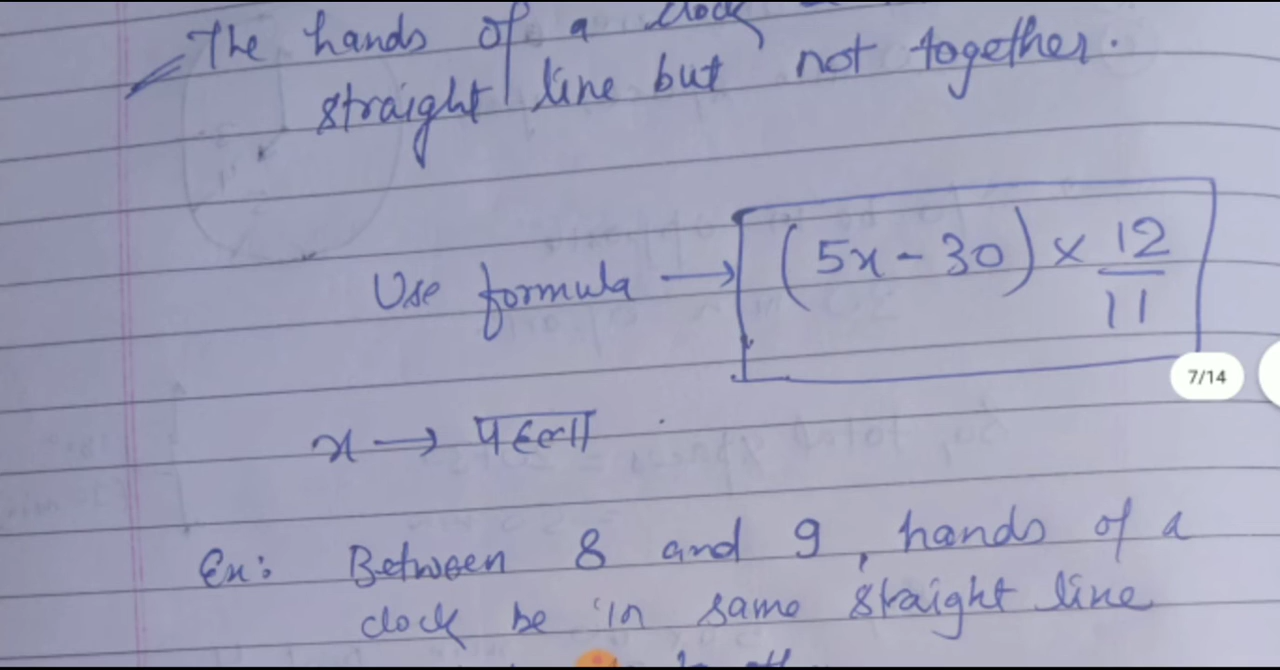 The hands of a clock
straight line but not together.
Use formula → (5x - 30) × 12/11
7/14
x → पहला
Ex: Between 8 and 9, hands of a
clock be in same straight line